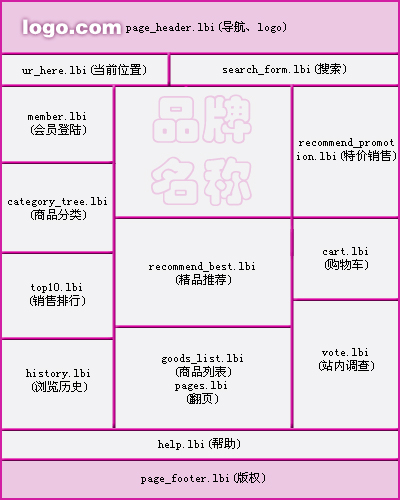 logo.com
page_header.lbi(导航、logo)
ur_here.lbi(当前位置)
search_form.lbi(搜索)
member.lbi
(会员登陆)
category_tree.lbi
(商品分类)
top10.lbi
(销售排行)
history.lbi
(浏览历史)
品牌
名称
recommend_best.lbi
(精品推荐)
goods_list.lbi
(商品列表)
pages.lbi
(翻页)
recommend_promot
ion.lbi(特价销售)
cart.lbi
(购物车)
vote.lbi
(站内调查)
help.lbi(帮助)
page_footer.lbi(版权)